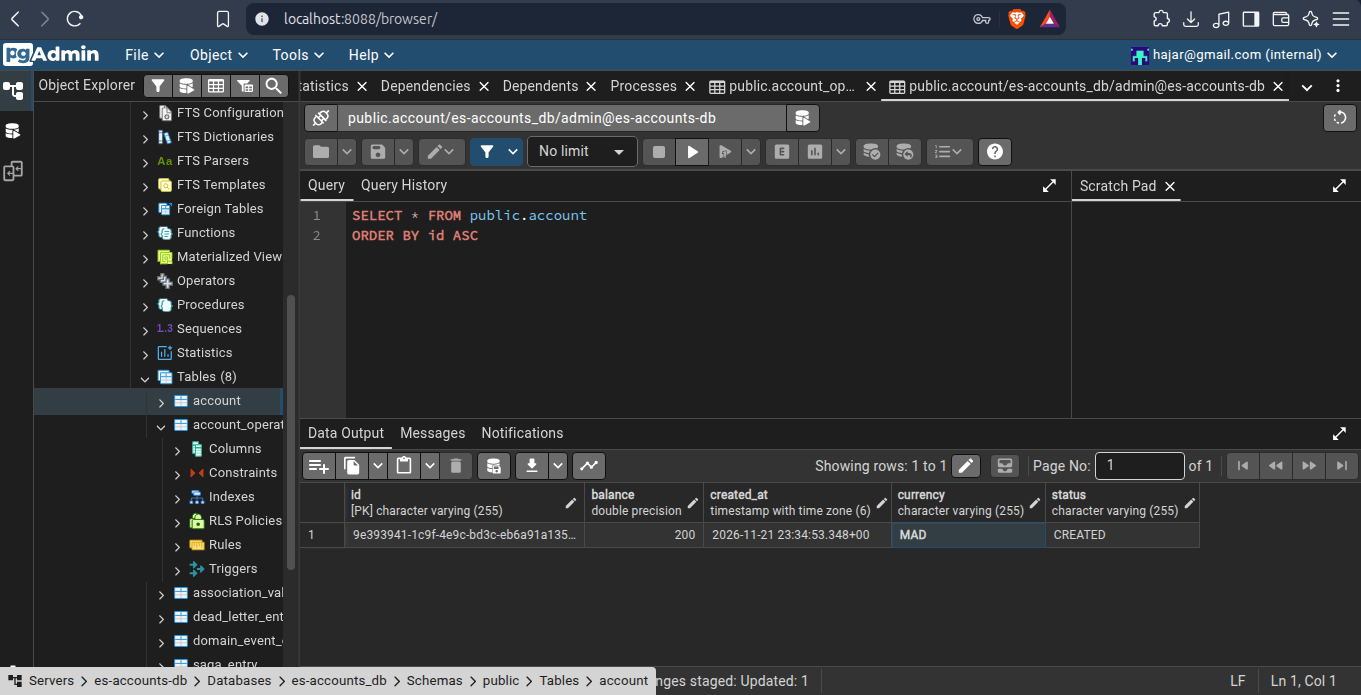 localhost:8088/browser/
pgAdmin File Object Tools Help hajar@gmail.com (internal)
Object Explorer
atistics Dependencies Dependents Processes public.account_op... public.account/es-accounts_db/admin@es-accounts-db
public.account/es-accounts_db/admin@es-accounts-db
No limit E
Query Query History Scratch Pad
1 SELECT * FROM public.account
2 ORDER BY id ASC
FTS Configuration
FTS Dictionaries
Aa FTS Parsers
FTS Templates
Foreign Tables
Functions
Materialized View
Operators
Procedures
1..3 Sequences
Statistics
Tables (8)
account
account_operat
Columns
Constraints
Indexes
RLS Policies
Rules
Triggers
association_val
dead_letter_ent
domain_event_
saga_entry
Data Output Messages Notifications
Showing rows: 1 to 1 Page No: 1 of 1
id balance created_at currency status
[PK] character varying (255) double precision timestamp with time zone (6) character varying (255) character varying (255)
1 9e393941-1c9f-4e9c-bd3c-eb6a91a135... 200 2026-11-21 23:34:53.348+00 MAD CREATED
Servers > es-accounts-db > Databases > es-accounts_db > Schemas > public > Tables > account nges staged: Updated: 1 LF Ln 1, Col 1